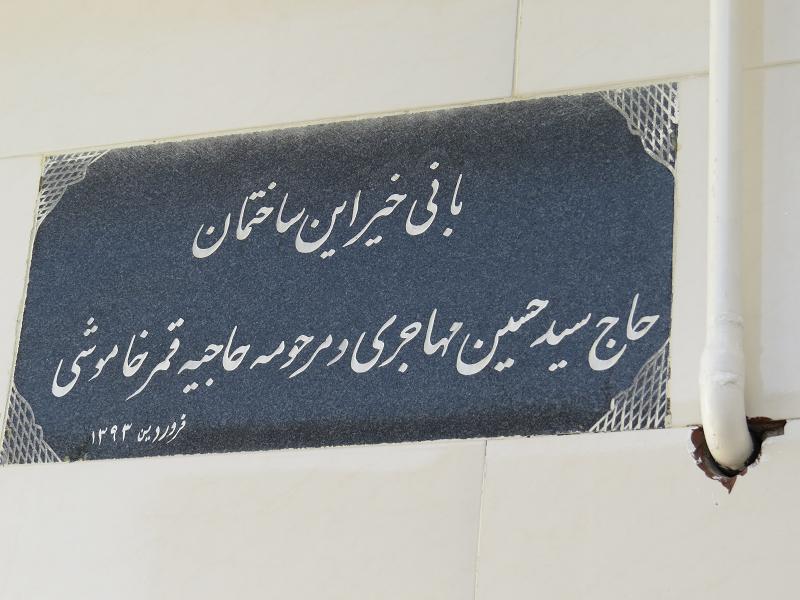 بانی خیر این ساختمان
حاج سید حسین مهاجری و مرحومه حاجیه قمر خاموشی
فروردین ۱۳۹۳